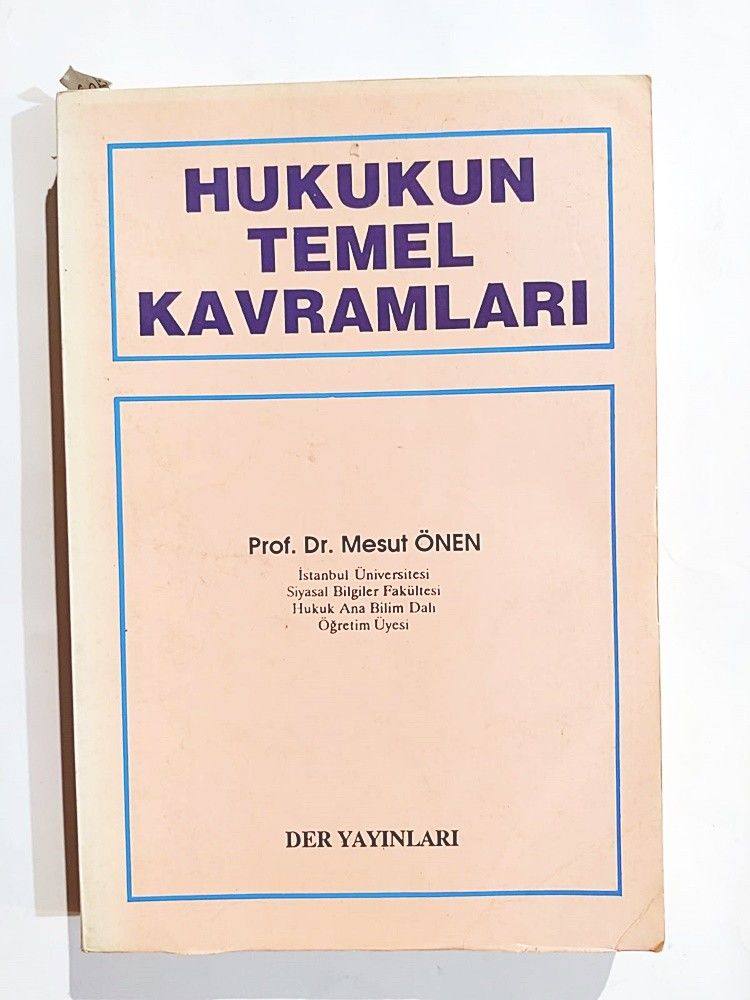 HUKUKUN
TEMEL
KAVRAMLARI
Prof. Dr. Mesut ÖNEN
İstanbul Üniversitesi
Siyasal Bilgiler Fakültesi
Hukuk Ana Bilim Dalı
Öğretim Üyesi
DER YAYINLARI